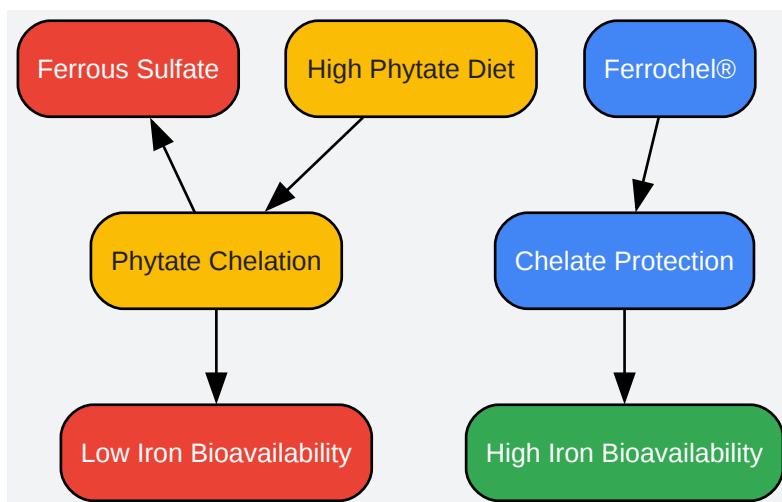 Ferrous Sulfate
High Phytate Diet
Ferrochel®
Phytate Chelation
Chelate Protection
Low Iron Bioavailability
High Iron Bioavailability